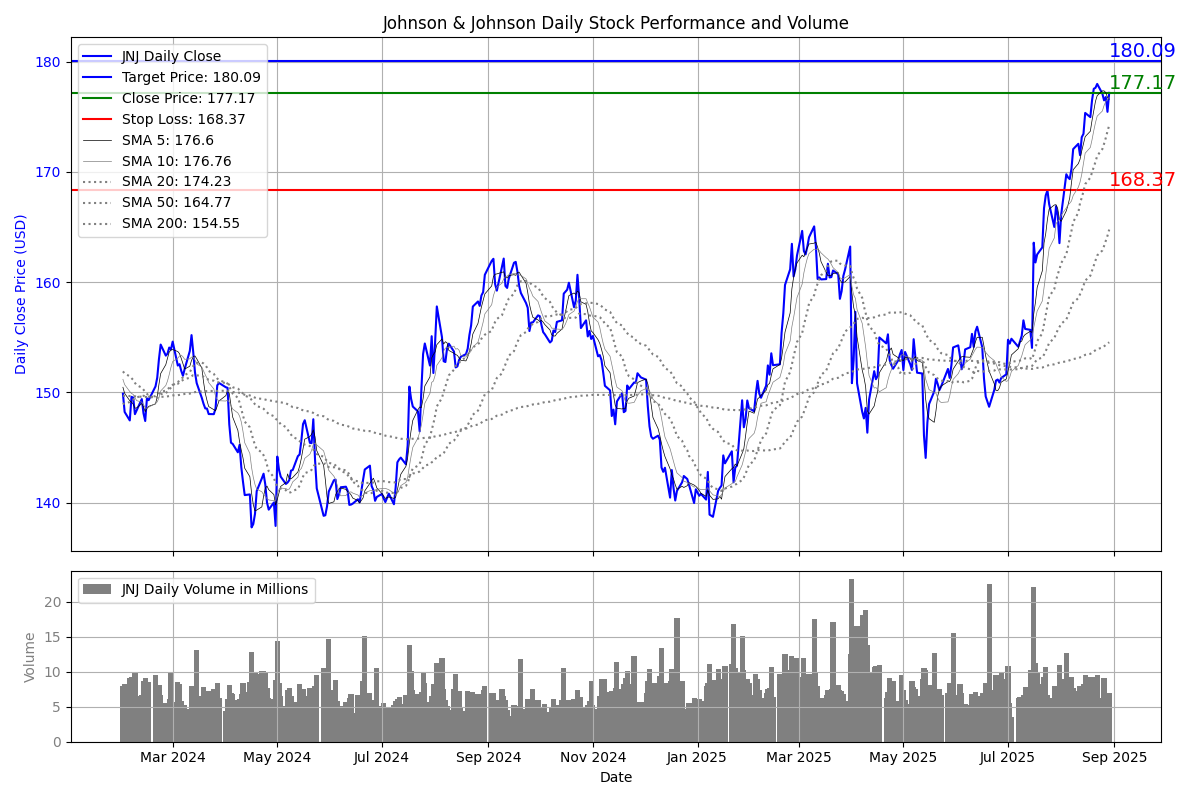 Johnson & Johnson Daily Stock Performance and Volume
JNJ Daily Close
Target Price: 180.09
Close Price: 177.17
Stop Loss: 168.37
SMA 5: 176.6
SMA 10: 176.76
SMA 20: 174.23
SMA 50: 164.77
SMA 200: 154.55
180.09
177.17
168.37
180
170
160
150
140
Daily Close Price (USD)
JNJ Daily Volume in Millions
20
15
10
5
0
Volume
Mar 2024 May 2024 Jul 2024 Sep 2024 Nov 2024 Jan 2025 Mar 2025 May 2025 Jul 2025 Sep 2025
Date